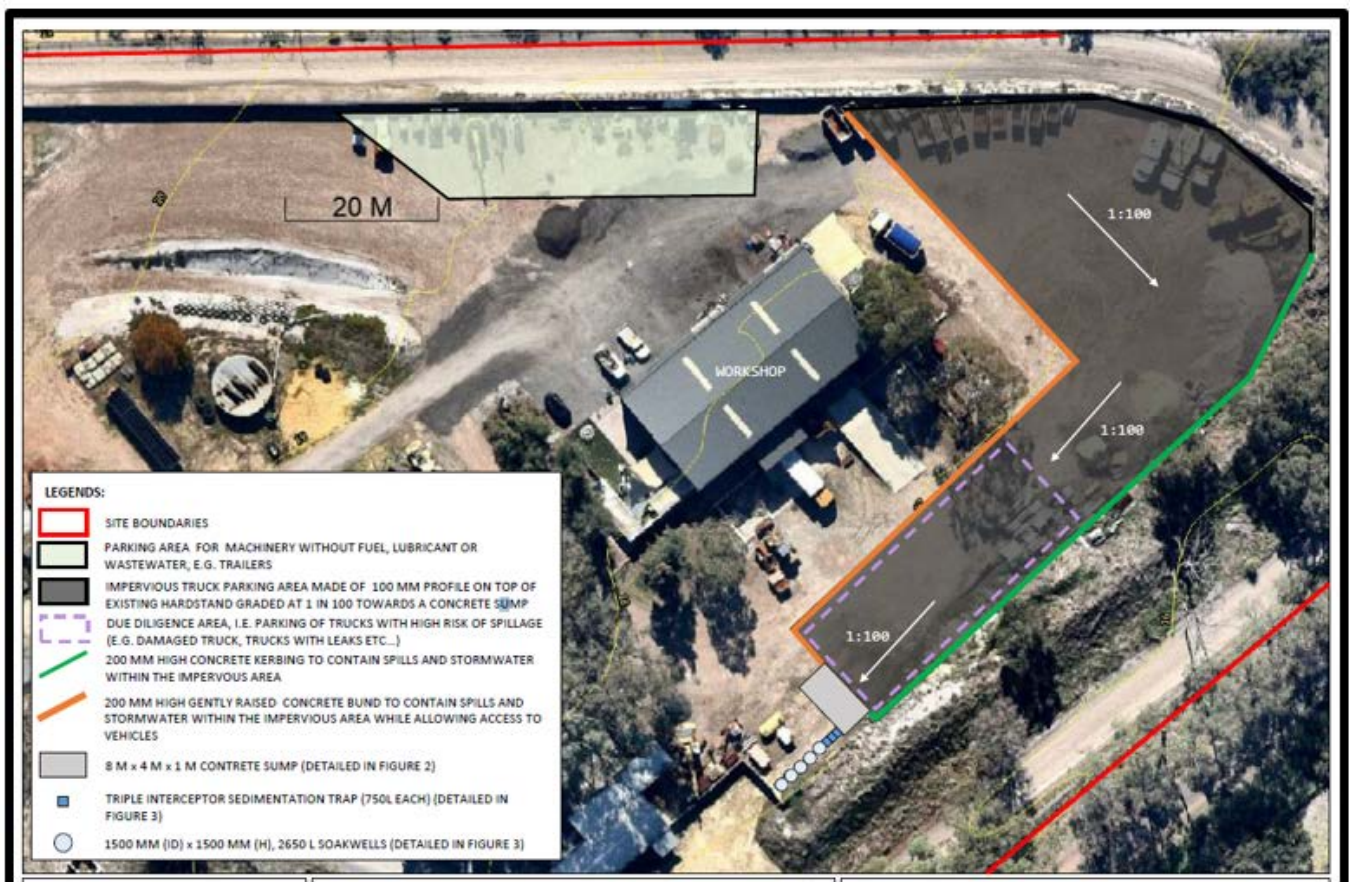 20 M
1:100
WORKSHOP
1:100
1:100
LEGENDS:
SITE BOUNDARIES
PARKING AREA FOR MACHINERY WITHOUT FUEL, LUBRICANT OR
WASTEWATER, E.G. TRAILERS
IMPERVIOUS TRUCK PARKING AREA MADE OF 100 MM PROFILE ON TOP OF
EXISTING HARDSTAND GRADED AT 1 IN 100 TOWARDS A CONCRETE SUMP
DUE DILIGENCE AREA, I.E. PARKING OF TRUCKS WITH HIGH RISK OF SPILLAGE
(E.G. DAMAGED TRUCK, TRUCKS WITH LEAKS ETC...)
200 MM HIGH CONCRETE KERBING TO CONTAIN SPILLS AND STORMWATER
WITHIN THE IMPERVOUS AREA
200 MM HIGH GENTLY RAISED CONCRETE BUND TO CONTAIN SPILLS AND
STORMWATER WITHIN THE IMPERVIOUS AREA WHILE ALLOWING ACCESS TO
VEHICLES
8 M x 4 M x 1 M CONTRETE SUMP (DETAILED IN FIGURE 2)
TRIPLE INTERCEPTOR SEDIMENTATION TRAP (750L EACH) (DETAILED IN
FIGURE 3)
1500 MM (ID) x 1500 MM (H), 2650 L SOAKWELLS (DETAILED IN FIGURE 3)